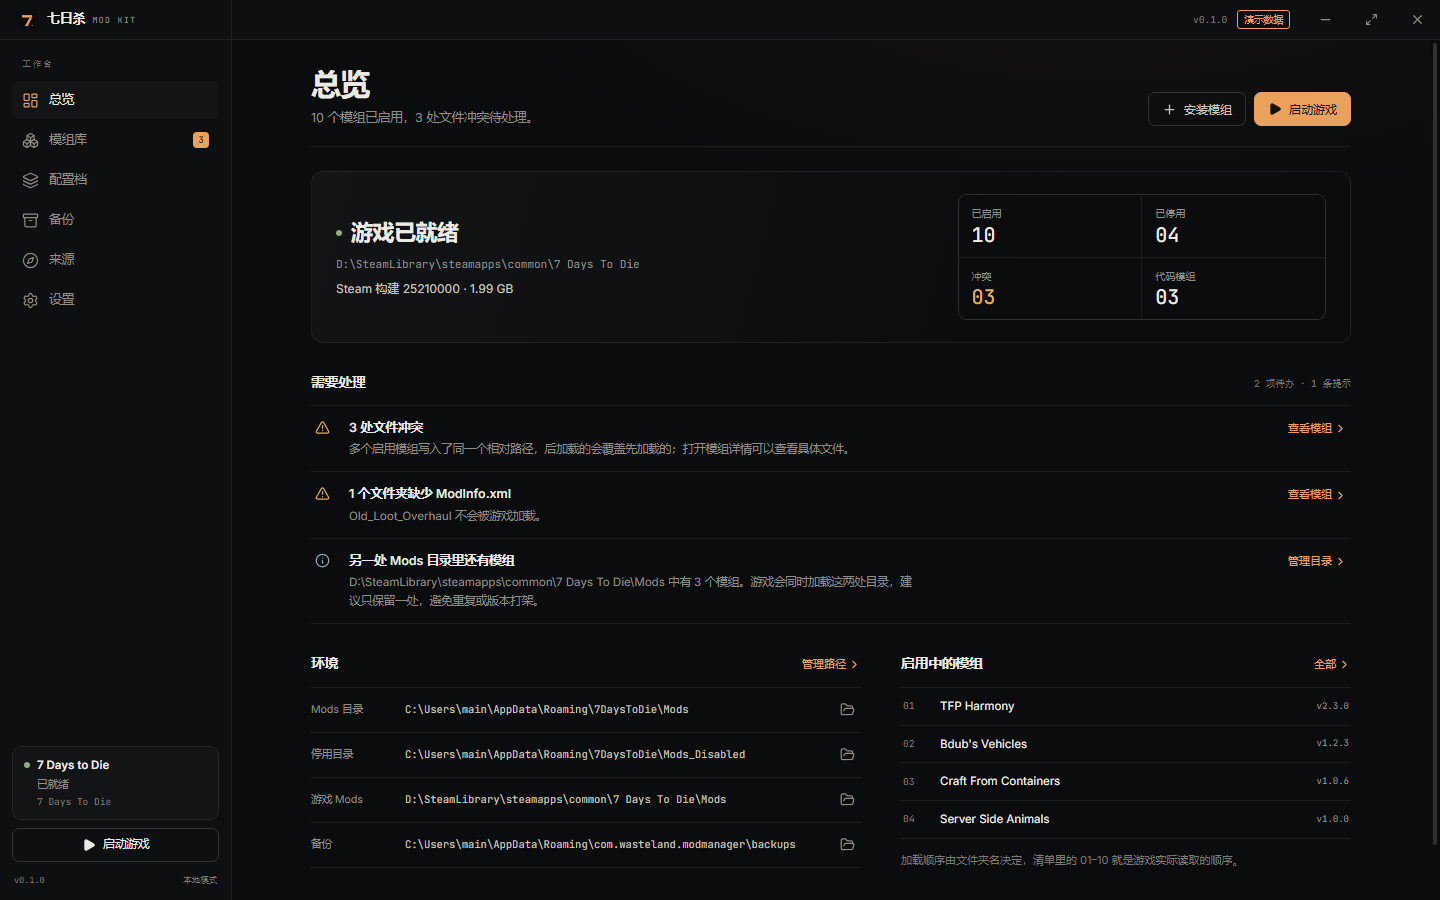 7 七日杀 MOD KIT
v0.1.0 演示数据
工作台
总览
模组库 3
配置档
备份
来源
设置
7 Days to Die
已就绪
7 Days To Die
启动游戏
v0.1.0 本地模式
总览
10 个模组已启用，3 处文件冲突待处理。
安装模组
启动游戏
游戏已就绪
D:\SteamLibrary\steamapps\common\7 Days To Die
Steam 构建 25210000 · 1.99 GB
已启用
10
已停用
04
冲突
03
代码模组
03
需要处理
2 项待办 · 1 条提示
3 处文件冲突
多个启用模组写入了同一个相对路径，后加载的会覆盖先加载的；打开模组详情可以查看具体文件。
查看模组
1 个文件夹缺少 ModInfo.xml
Old_Loot_Overhaul 不会被游戏加载。
查看模组
另一处 Mods 目录里还有模组
D:\SteamLibrary\steamapps\common\7 Days To Die\Mods 中有 3 个模组。游戏会同时加载这两处目录，建
议只保留一处，避免重复或版本打架。
管理目录
环境
管理路径
Mods 目录 C:\Users\main\AppData\Roaming\7DaysToDie\Mods
停用目录 C:\Users\main\AppData\Roaming\7DaysToDie\Mods_Disabled
游戏 Mods D:\SteamLibrary\steamapps\common\7 Days To Die\Mods
备份 C:\Users\main\AppData\Roaming\com.wasteland.modmanager\backups
启用中的模组
全部
01 TFP Harmony v2.3.0
02 Bdub's Vehicles v1.2.3
03 Craft From Containers v1.0.6
04 Server Side Animals v1.0.0
加载顺序由文件夹名决定，清单里的 01–10 就是游戏实际读取的顺序。